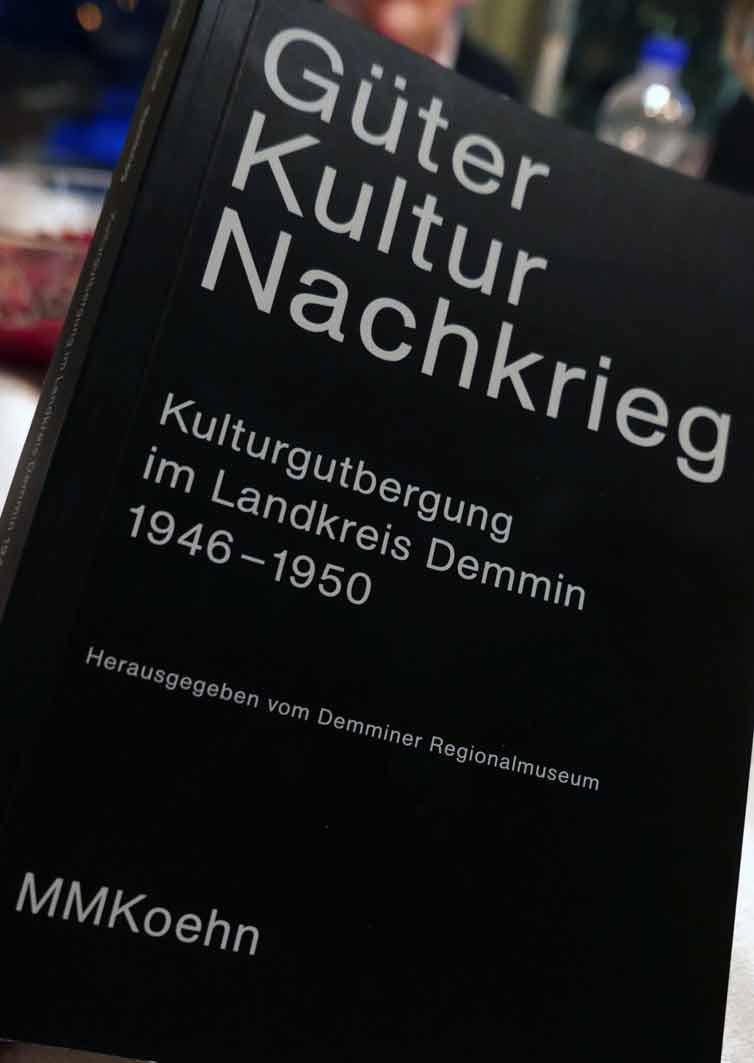 Güter
Kultur
Nachkrieg
Kulturgutbergung
im Landkreis Demmin
1946–1950
Herausgegeben vom Demminer Regionalmuseum
MMKoehn